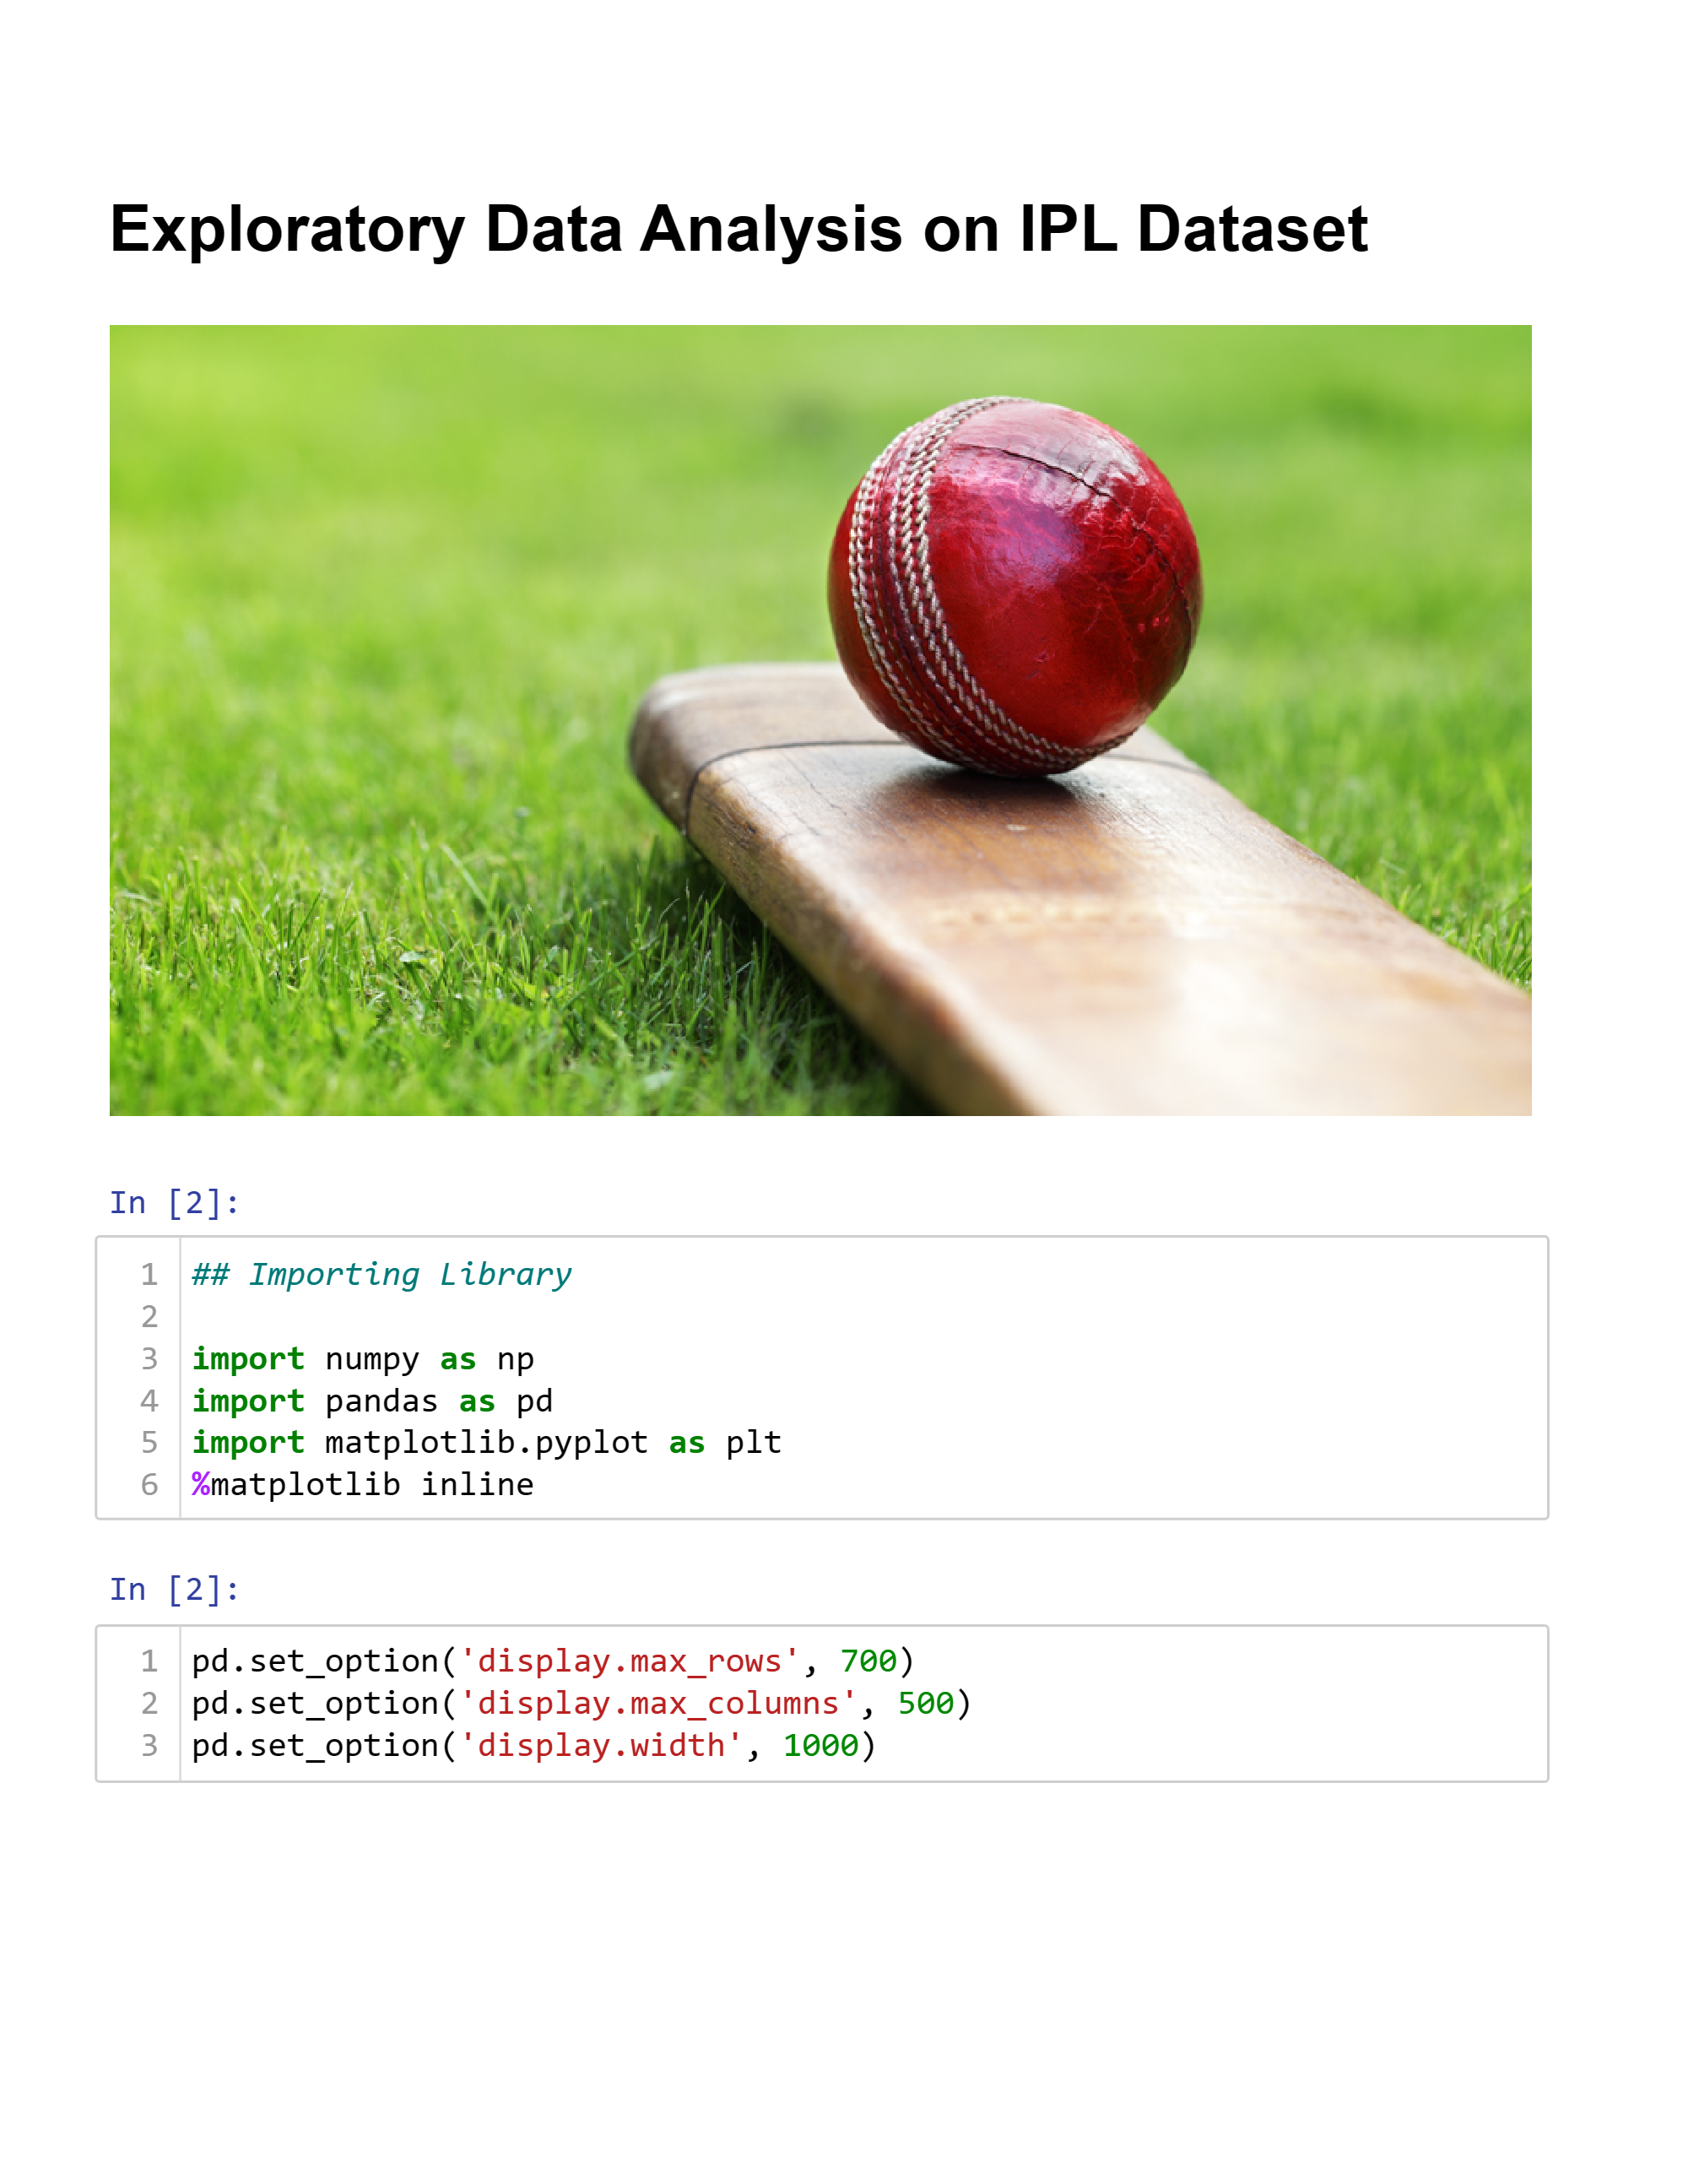 Exploratory Data Analysis on IPL Dataset
In [2]:
1 ## Importing Library
2
3 import numpy as np
4 import pandas as pd
5 import matplotlib.pyplot as plt
6 %matplotlib inline
In [2]:
1 pd.set_option('display.max_rows', 700)
2 pd.set_option('display.max_columns', 500)
3 pd.set_option('display.width', 1000)